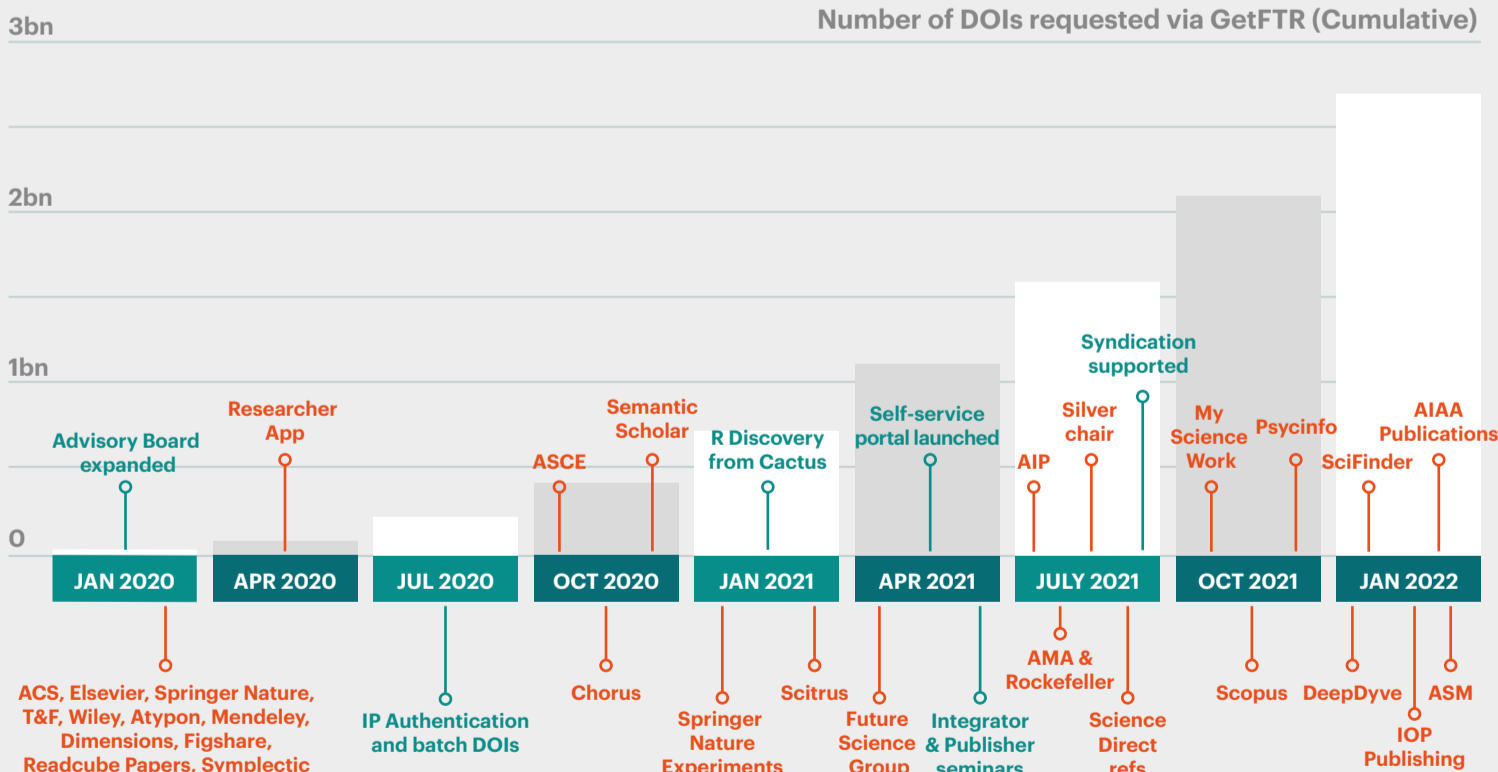 Number of DOIs requested via GetFTR (Cumulative)
3bn
2bn
1bn
0
Advisory Board
expanded
Researcher
App
ASCE
Semantic
Scholar
R Discovery
from Cactus
Self-service
portal launched
AIP
Silver
chair
Syndication
supported
My
Science
Work
Psycinfo
SciFinder
AIAA
Publications
JAN 2020
APR 2020
JUL 2020
OCT 2020
JAN 2021
APR 2021
JULY 2021
OCT 2021
JAN 2022
ACS, Elsevier, Springer Nature,
T&F, Wiley, Atypon, Mendeley,
Dimensions, Figshare,
Readcube Papers, Symplectic
IP Authentication
and batch DOIs
Chorus
Springer
Nature
Experiments
Scitrus
Future
Science
Group
Integrator
& Publisher
seminars
AMA &
Rockefeller
Science
Direct
refs
Scopus
DeepDyve
IOP
Publishing
ASM